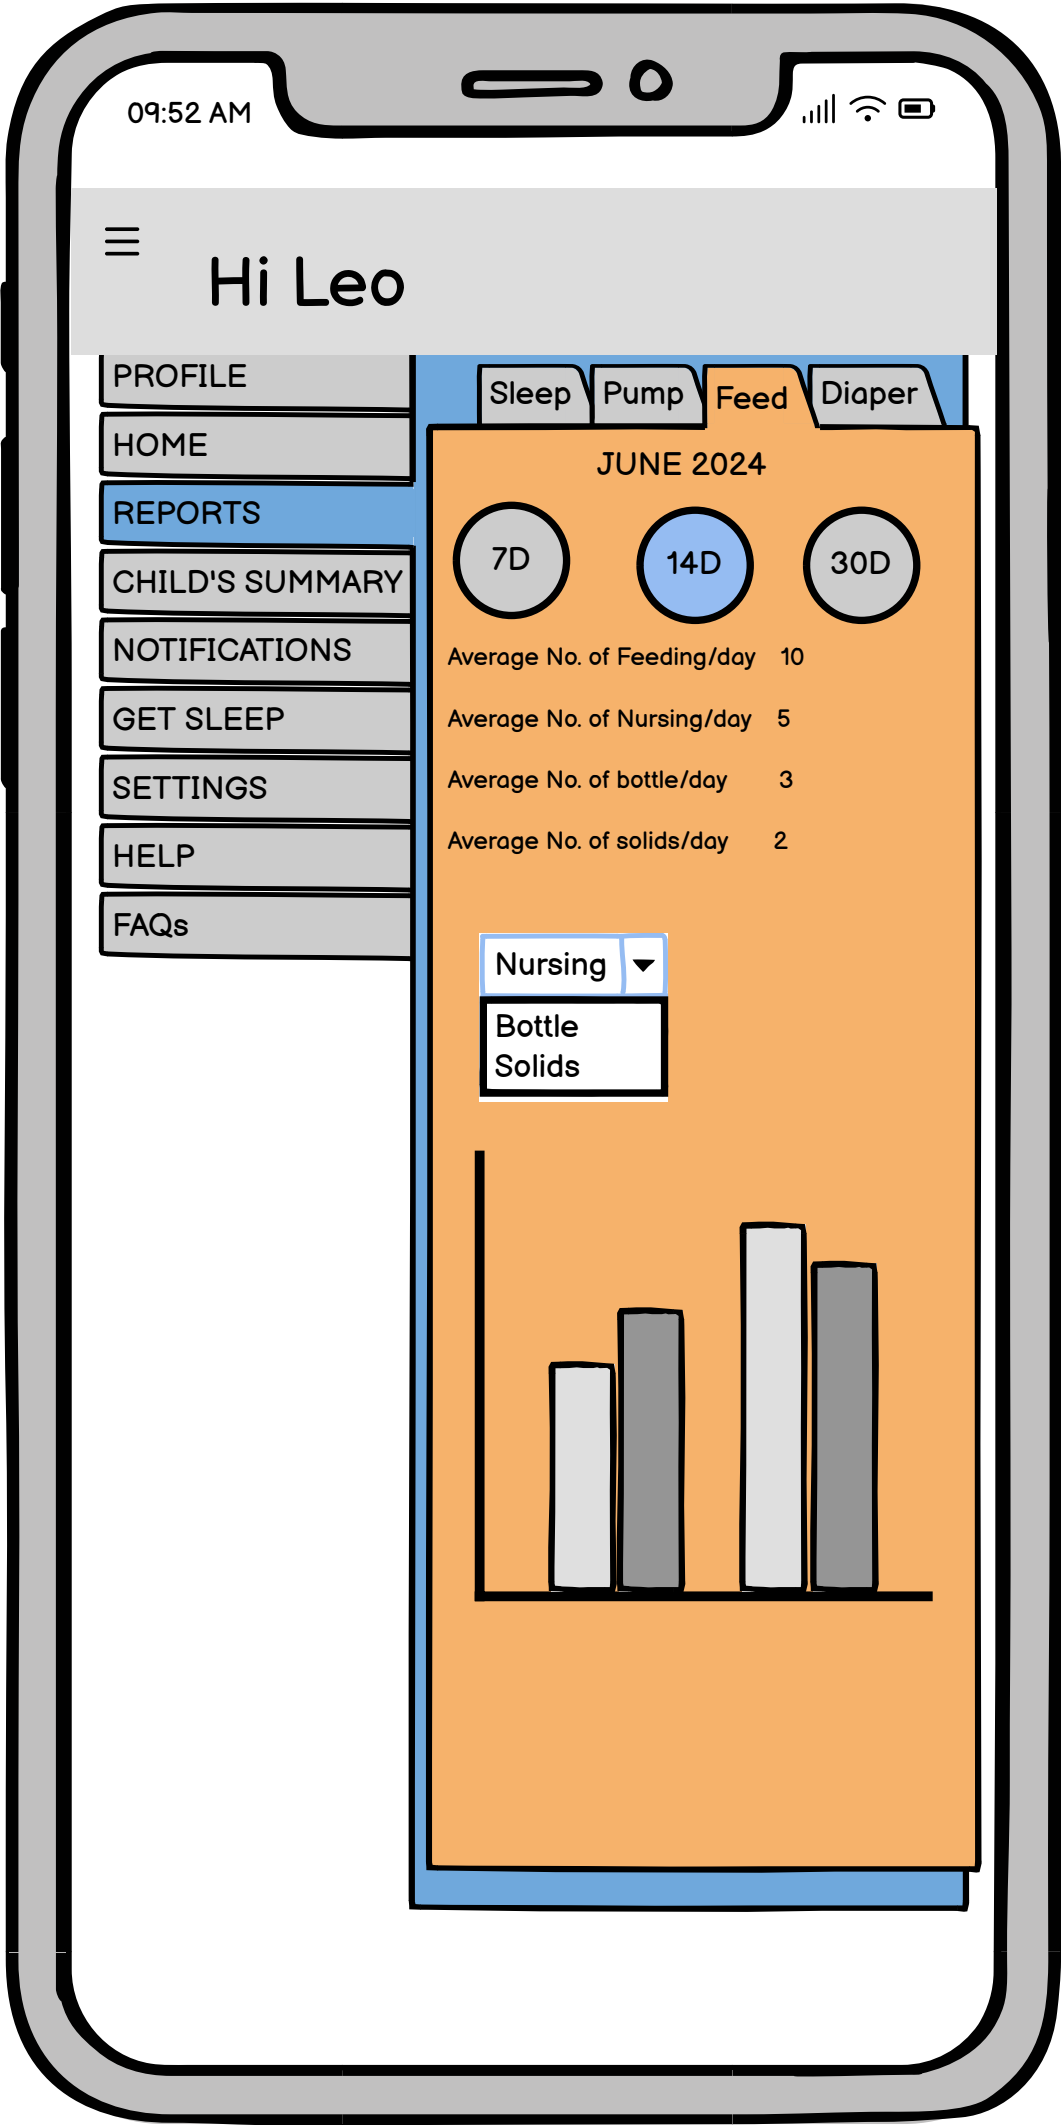 09:52 AM
Hi Leo
PROFILE
HOME
REPORTS
CHILD'S SUMMARY
NOTIFICATIONS
GET SLEEP
SETTINGS
HELP
FAQs
Sleep Pump Feed Diaper
JUNE 2024
7D 14D 30D
Average No. of Feeding/day 10
Average No. of Nursing/day 5
Average No. of bottle/day 3
Average No. of solids/day 2
Nursing
Bottle
Solids